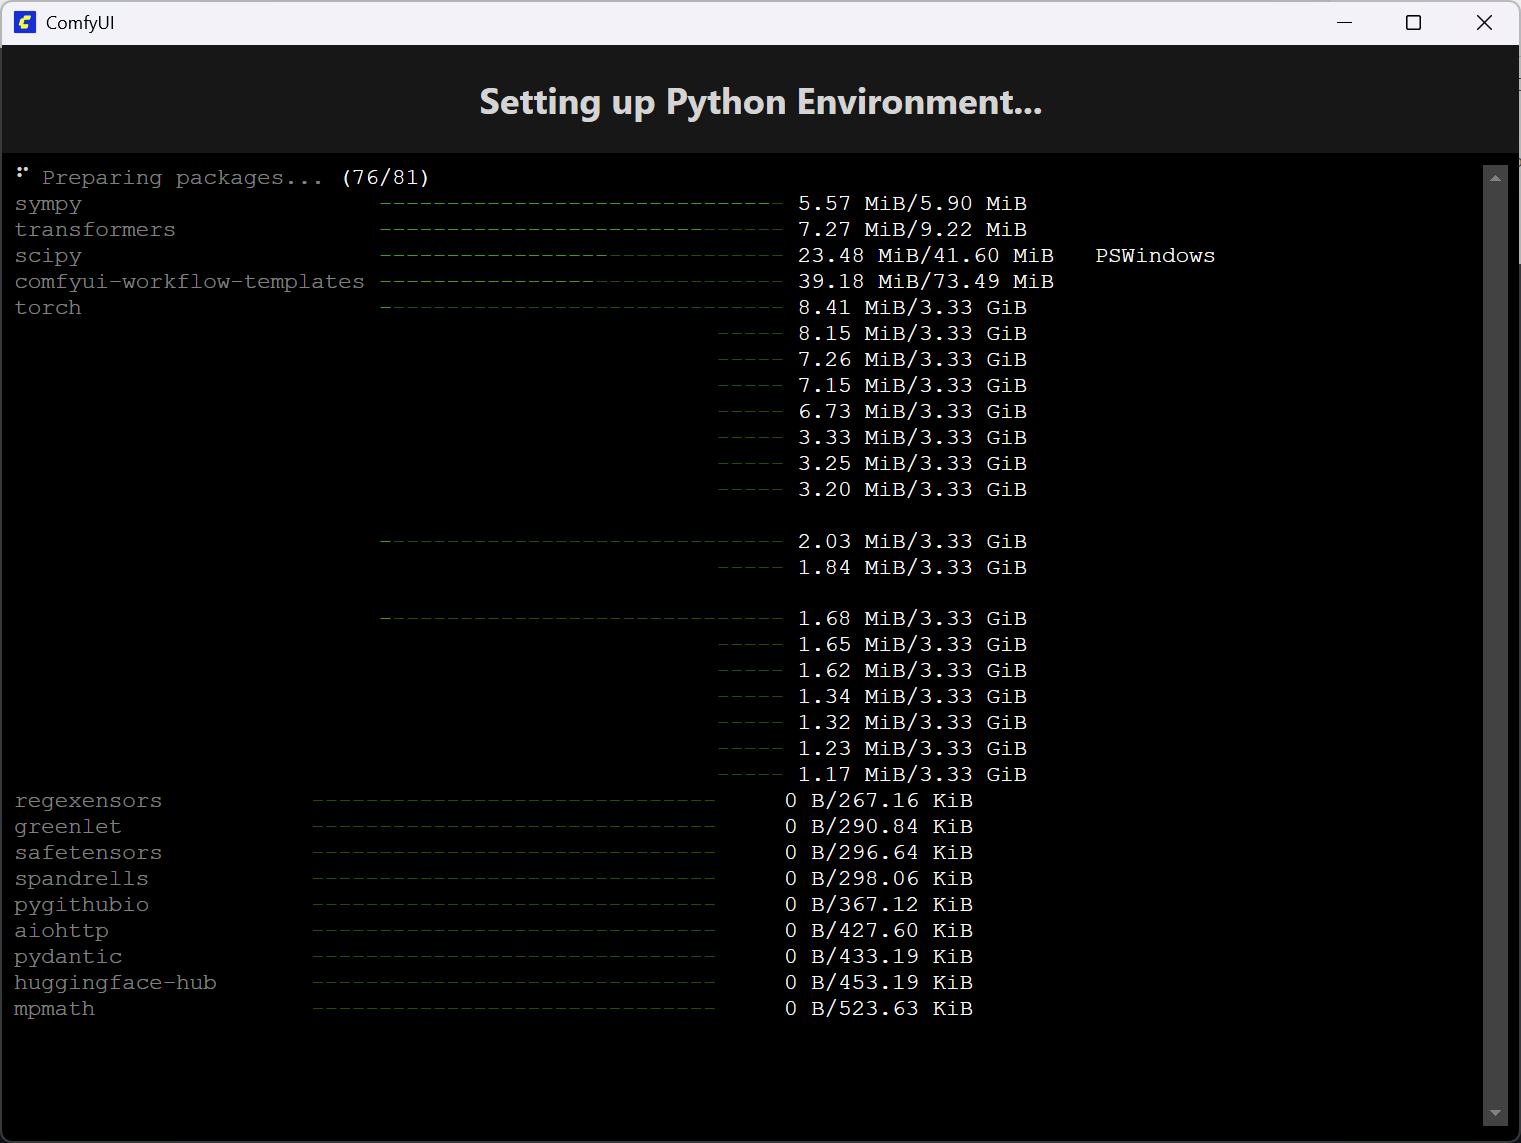 ComfyUI
Setting up Python Environment...
Preparing packages... (76/81)
sympy ------------------------------ 5.57 MiB/5.90 MiB
transformers ------------------------------ 7.27 MiB/9.22 MiB
scipy ------------------------------ 23.48 MiB/41.60 MiB PSWindows
comfyui-workflow-templates ------------------------------ 39.18 MiB/73.49 MiB
torch ------------------------------ 8.41 MiB/3.33 GiB
----- 8.15 MiB/3.33 GiB
----- 7.26 MiB/3.33 GiB
----- 7.15 MiB/3.33 GiB
----- 6.73 MiB/3.33 GiB
----- 3.33 MiB/3.33 GiB
----- 3.25 MiB/3.33 GiB
----- 3.20 MiB/3.33 GiB
------------------------------ 2.03 MiB/3.33 GiB
----- 1.84 MiB/3.33 GiB
------------------------------ 1.68 MiB/3.33 GiB
----- 1.65 MiB/3.33 GiB
----- 1.62 MiB/3.33 GiB
----- 1.34 MiB/3.33 GiB
----- 1.32 MiB/3.33 GiB
----- 1.23 MiB/3.33 GiB
----- 1.17 MiB/3.33 GiB
regexensors ------------------------------ 0 B/267.16 KiB
greenlet ------------------------------ 0 B/290.84 KiB
safetensors ------------------------------ 0 B/296.64 KiB
spandrells ------------------------------ 0 B/298.06 KiB
pygithubio ------------------------------ 0 B/367.12 KiB
aiohttp ------------------------------ 0 B/427.60 KiB
pydantic ------------------------------ 0 B/433.19 KiB
huggingface-hub ------------------------------ 0 B/453.19 KiB
mpmath ------------------------------ 0 B/523.63 KiB